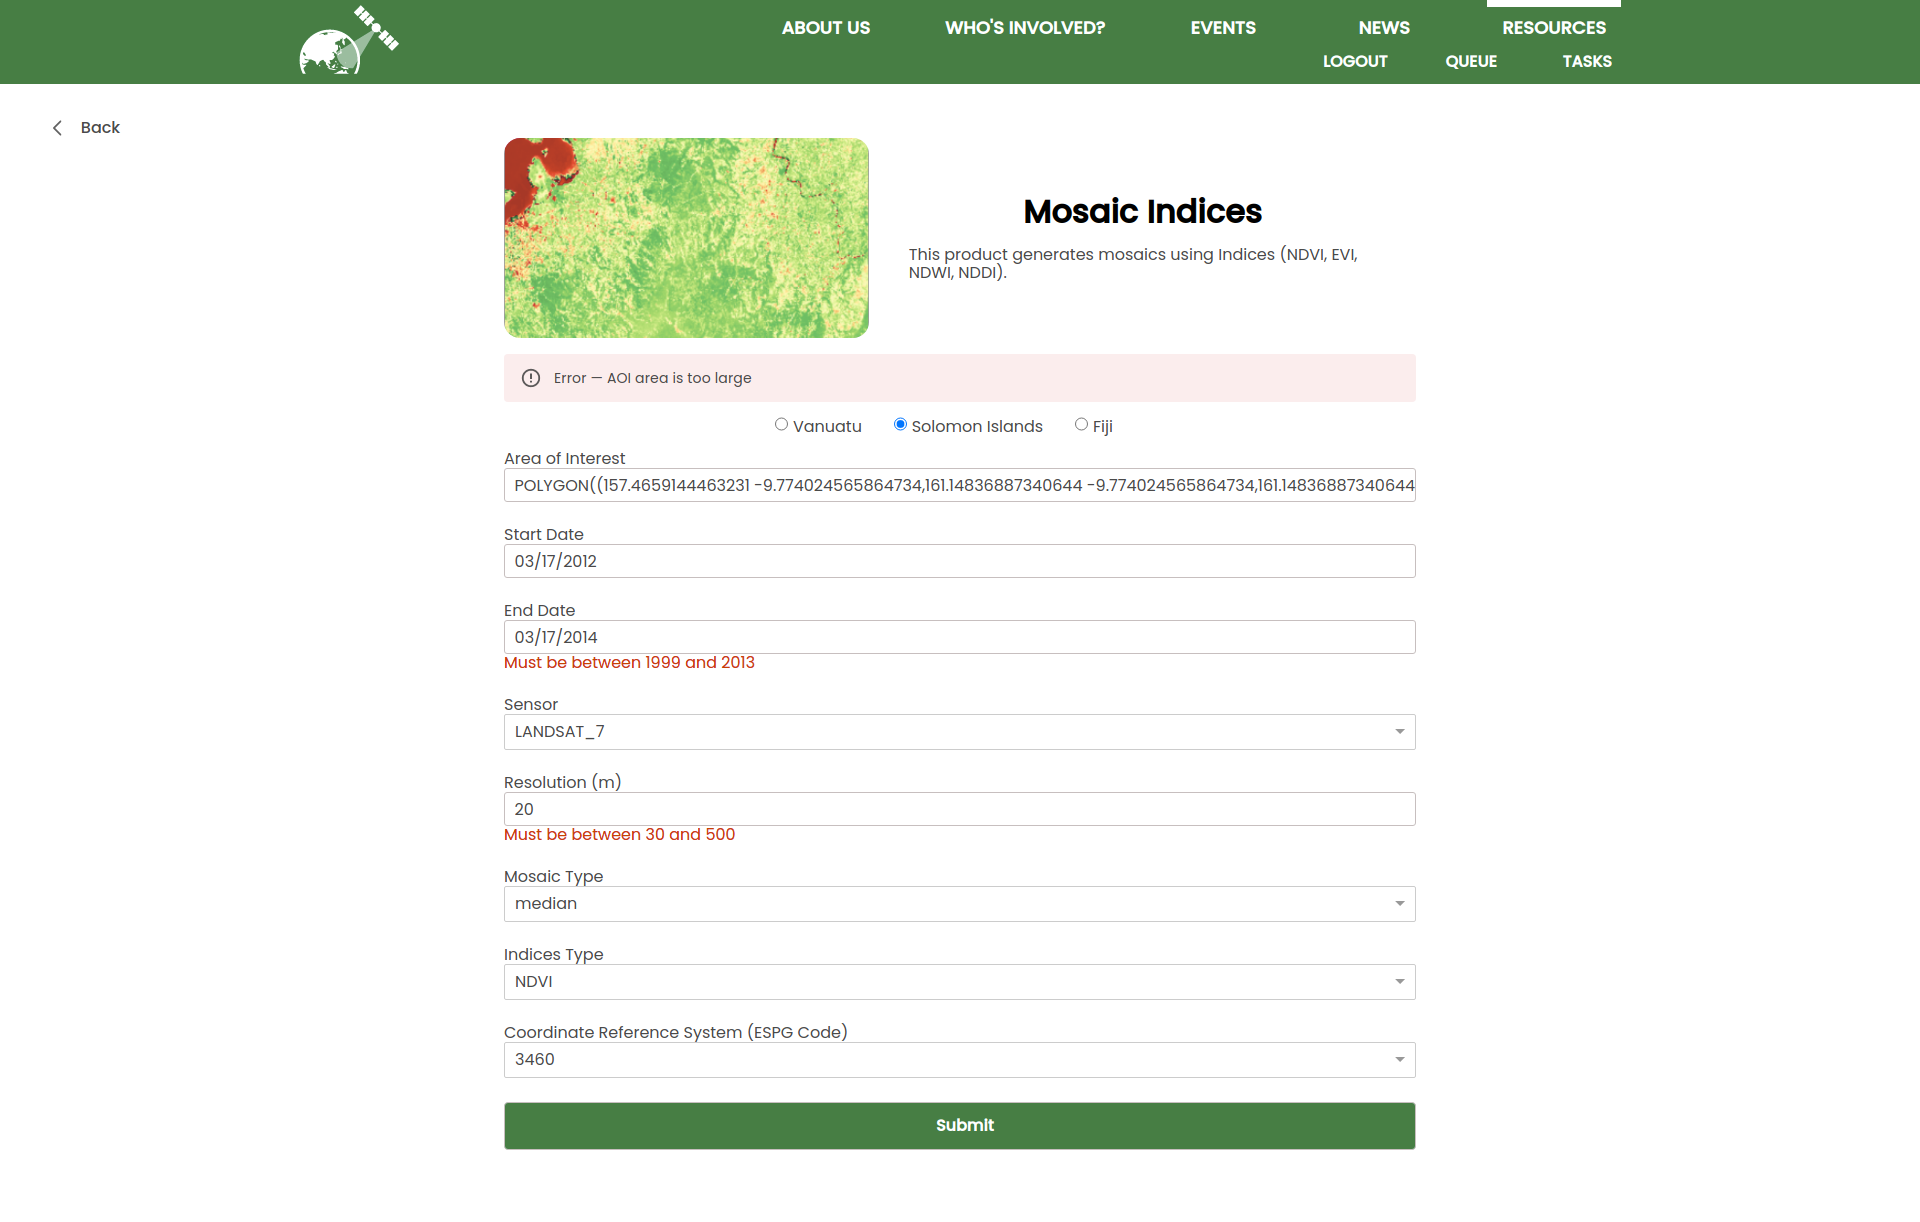 ABOUT US
WHO'S INVOLVED?
EVENTS
NEWS
RESOURCES
LOGOUT
QUEUE
TASKS
Back
Mosaic Indices
This product generates mosaics using Indices (NDVI, EVI,
NDWI, NDDI).
Error — AOI area is too large
Vanuatu
Solomon Islands
Fiji
Area of Interest
POLYGON((157.4659144463231 -9.774024565864734,161.14836887340644 -9.774024565864734,161.14836887340644
Start Date
03/17/2012
End Date
03/17/2014
Must be between 1999 and 2013
Sensor
LANDSAT_7
Resolution (m)
20
Must be between 30 and 500
Mosaic Type
median
Indices Type
NDVI
Coordinate Reference System (ESPG Code)
3460
Submit